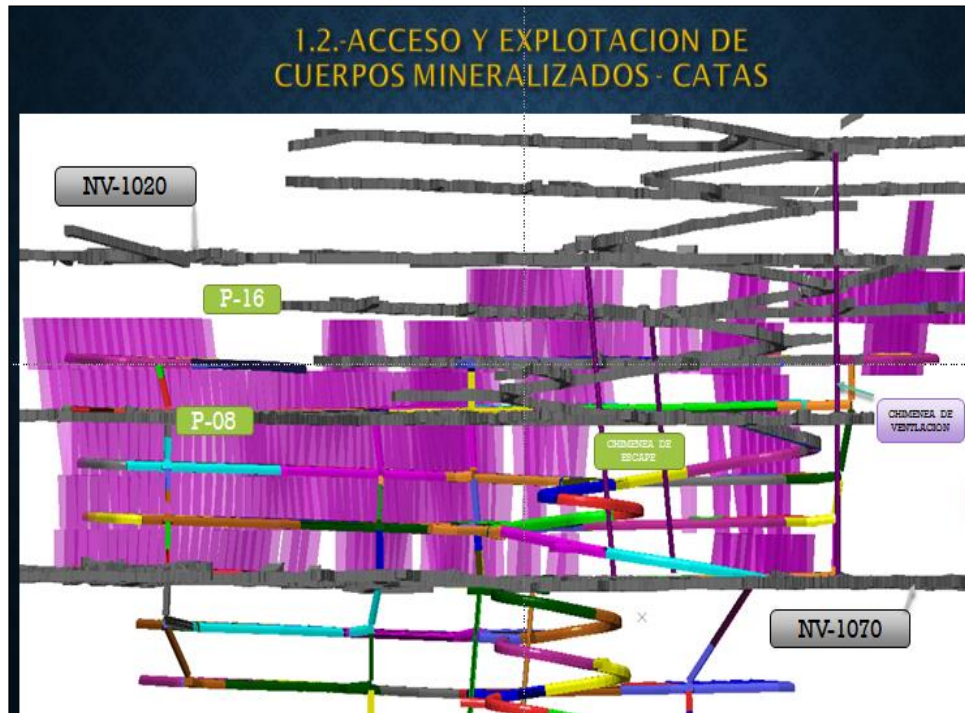 1.2.-ACCESO Y EXPLOTACION DE
CUERPOS MINERALIZADOS - CATAS
NV-1020
P-16
P-08
CHIMENEA DE
VENTLACION
CHIMENEA DE
ESCAPE
NV-1070